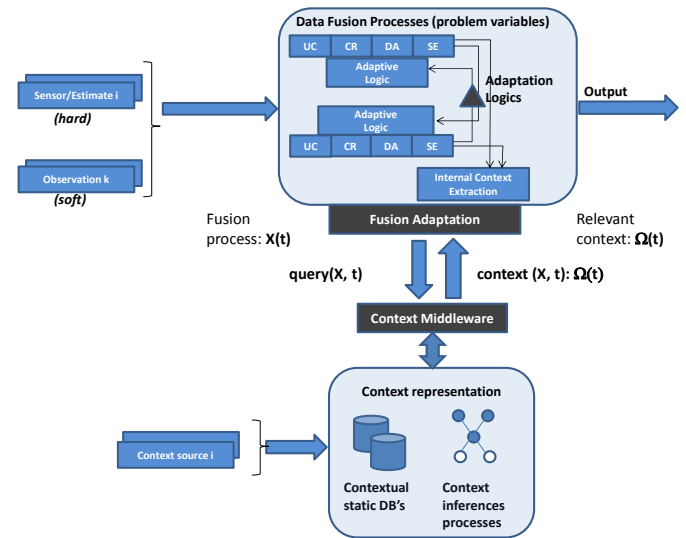 Data Fusion Processes (problem variables)
UC CR DA SE
Adaptive
Logic
Adaptation
Logics
Adaptive
Logic
UC CR DA SE
Internal Context
Extraction
Sensor/Estimate i
(hard)
Observation k
(soft)
Output
Fusion
process: X(t)
Fusion Adaptation
Relevant
context: Ω(t)
query(X, t)
context (X, t): Ω(t)
Context Middleware
Context representation
Context source i
Contextual
static DB's
Context
inferences
processes